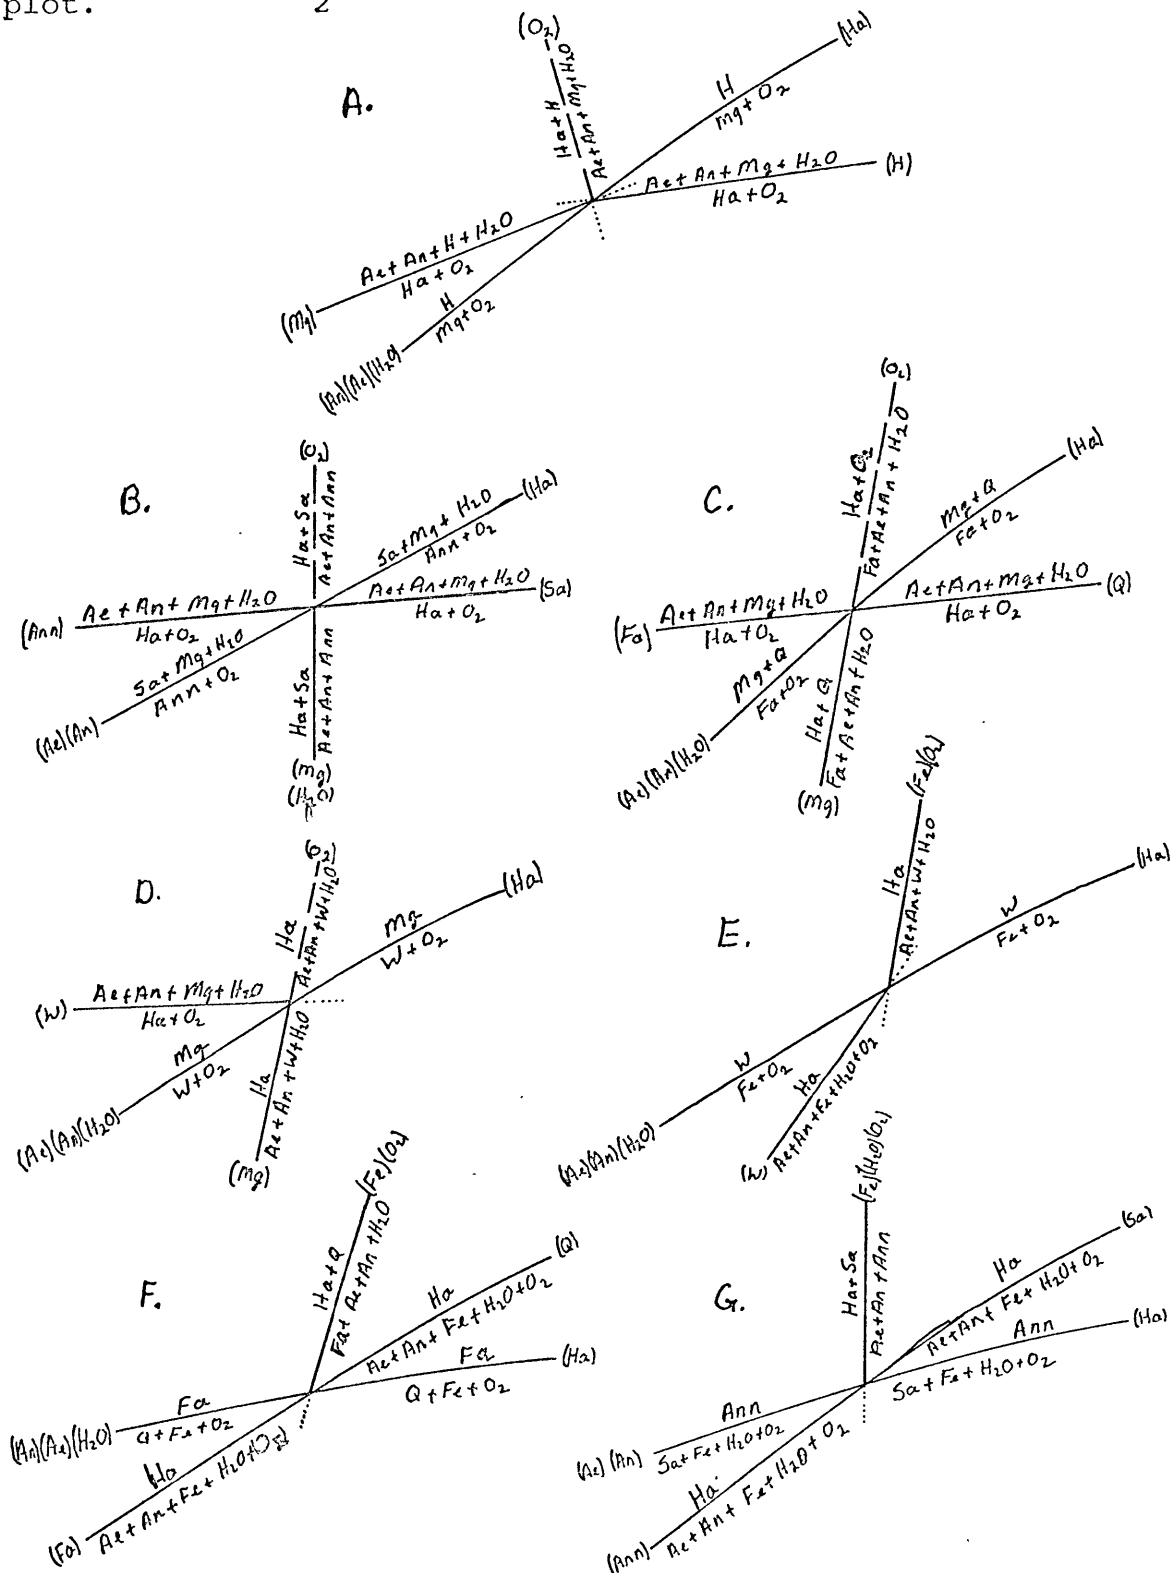 plot. 2
A.
(O₂)
Ha+H
Ae+An+Mg+H₂O
(Ha)
H
Mg+O₂
Ae+An+Mg+H₂O
(H)
Ha+O₂
Ae+An+H+H₂O
Ha+O₂
(Mg)
H
Mg+O₂
(An)(Ae)(H₂O)
B.
(O₂)
Ha+Sa
Ae+An+Ann
(Ha)
Sa+Mg+H₂O
Ann+O₂
Ae+An+Mg+H₂O
(Sa)
Ha+O₂
(Ann)
Ae+An+Mg+H₂O
Ha+O₂
Sa+Mg+H₂O
Ann+O₂
(Ae)(An)
Ha+Sa
Ae+An+Ann
(Mg)
(H₂O)
C.
(O₂)
Ha+O₂
Fa+Ae+An+H₂O
(Ha)
Mg+Q
Fa+O₂
(Fa)
Ae+An+Mg+H₂O
Ha+O₂
Ae+An+Mg+H₂O
(Q)
Ha+O₂
Mg+Q
Fa+O₂
(Ae)(An)(H₂O)
Ha+Q
Fa+Ae+An+H₂O
(Mg)
D.
(O₂)
Ha
Ae+An+W+H₂O
(Ha)
Mg
W+O₂
(W)
Ae+An+Mg+H₂O
Ha+O₂
Mg
W+O₂
(Ae)(An)(H₂O)
Ha
Ae+An+W+H₂O
(Mg)
E.
(Fe)(O₂)
Ha
Ae+An+W+H₂O
(Ha)
W
Fe+O₂
W
Fe+O₂
(Ae)(An)(H₂O)
Ha
Ae+An+Fe+H₂O+O₂
(W)
F.
(Fe)(O₂)
Ha+Q
Fa+Ae+An+H₂O
(Q)
Ha
Ae+An+Fe+H₂O+O₂
Fa
(Ha)
Q+Fe+O₂
(An)(Ae)(H₂O)
Fa
Q+Fe+O₂
Ha
Ae+An+Fe+H₂O+O₂
(Fa)
G.
(Fe)(H₂O)(O₂)
Ha+Sa
Ae+An+Ann
(Sa)
Ha
Ae+An+Fe+H₂O+O₂
Ann
(Ha)
Sa+Fe+H₂O+O₂
Ann
Sa+Fe+H₂O+O₂
(Ae)(An)
Ha
Ae+An+Fe+H₂O+O₂
(Ann)